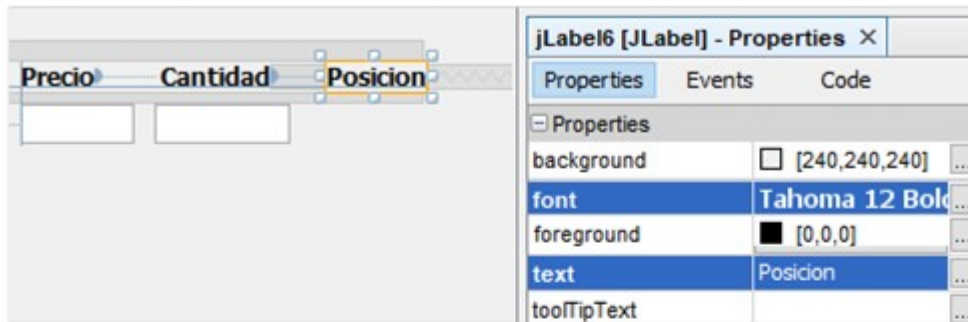 Precio Cantidad Posicion
jLabel6 [JLabel] - Properties ×
Properties Events Code
Properties
background [240,240,240] ...
font Tahoma 12 Bold ...
foreground [0,0,0] ...
text Posicion ...
toolTipText